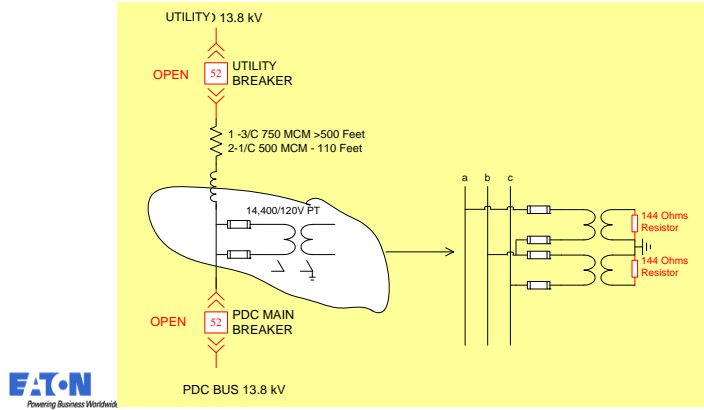 UTILITY) 13.8 kV
OPEN
52
UTILITY
BREAKER
1 -3/C 750 MCM >500 Feet
2-1/C 500 MCM - 110 Feet
14,400/120V PT
a b c
144 Ohms
Resistor
144 Ohms
Resistor
OPEN
52
PDC MAIN
BREAKER
PDC BUS 13.8 kV
EATON
Powering Business Worldwide